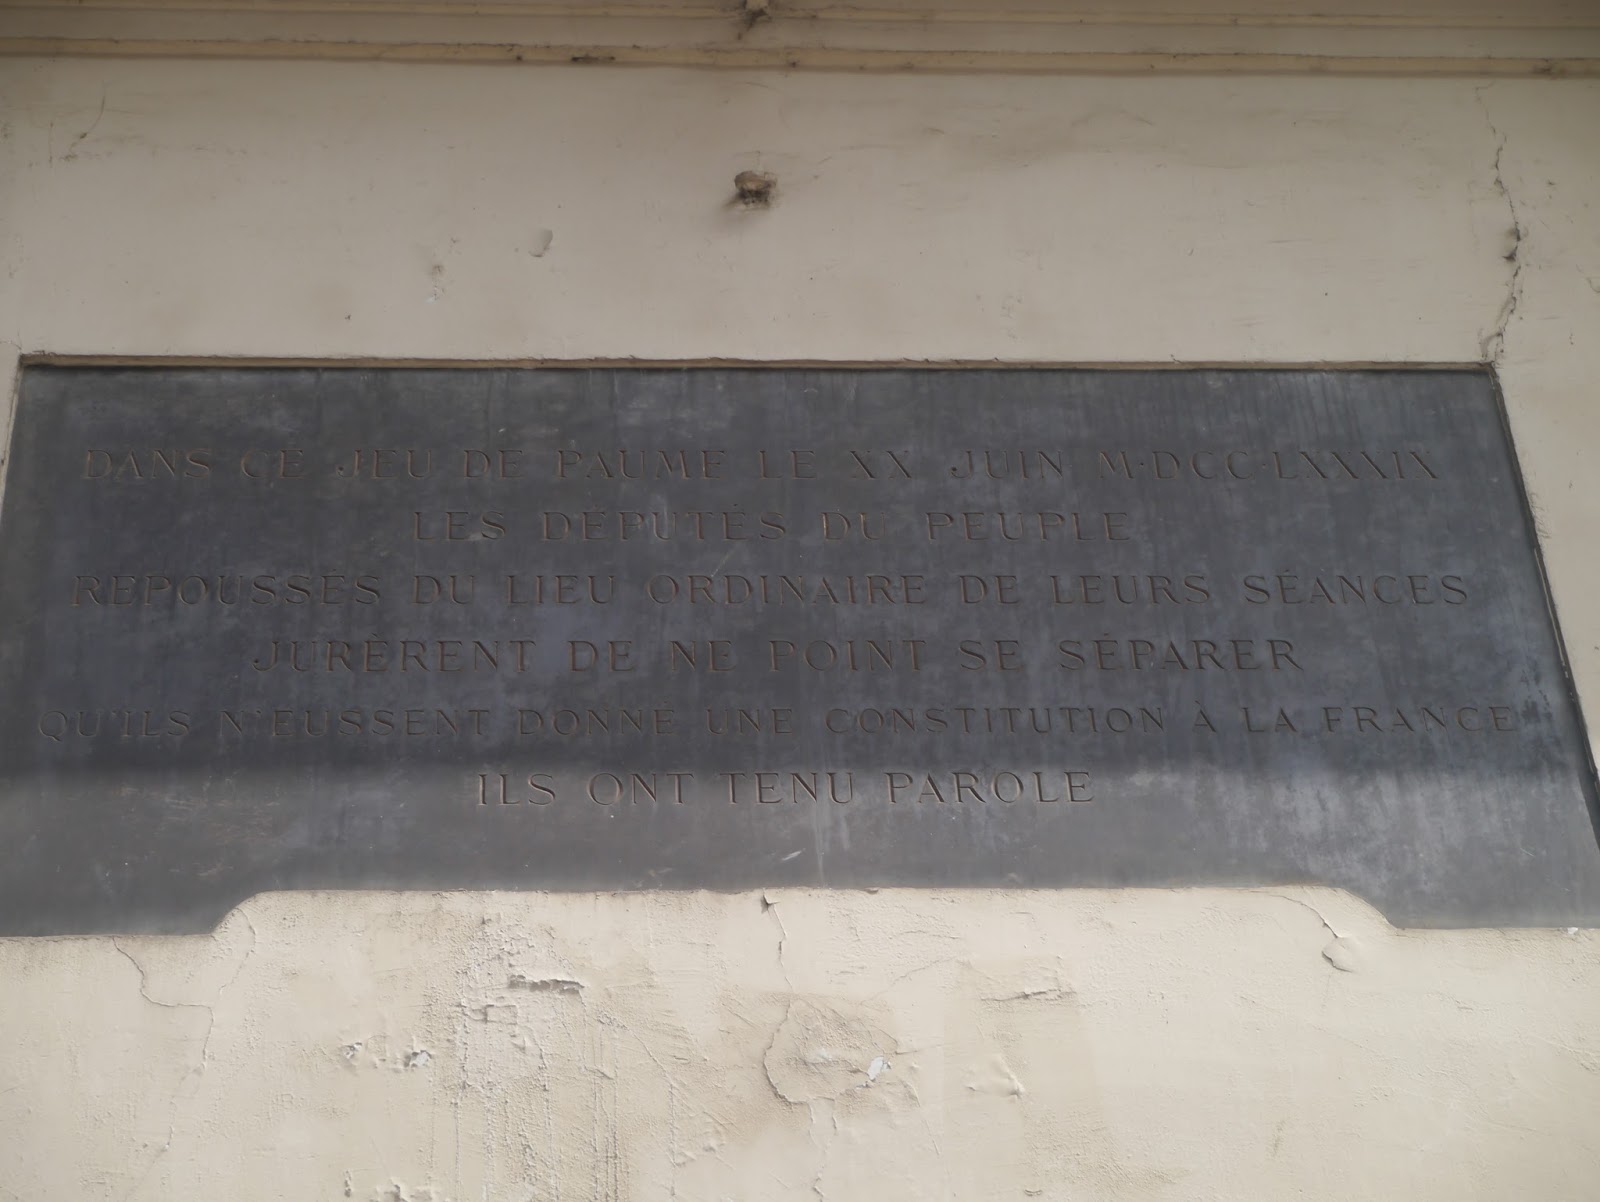 DANS CE JEU DE PAUME LE XX JUIN M·DCC·LXXXIX
LES DÉPUTÉS DU PEUPLE
REPOUSSÉS DU LIEU ORDINAIRE DE LEURS SÉANCES
JURÈRENT DE NE POINT SE SÉPARER
QU'ILS N'EUSSENT DONNÉ UNE CONSTITUTION À LA FRANCE
ILS ONT TENU PAROLE